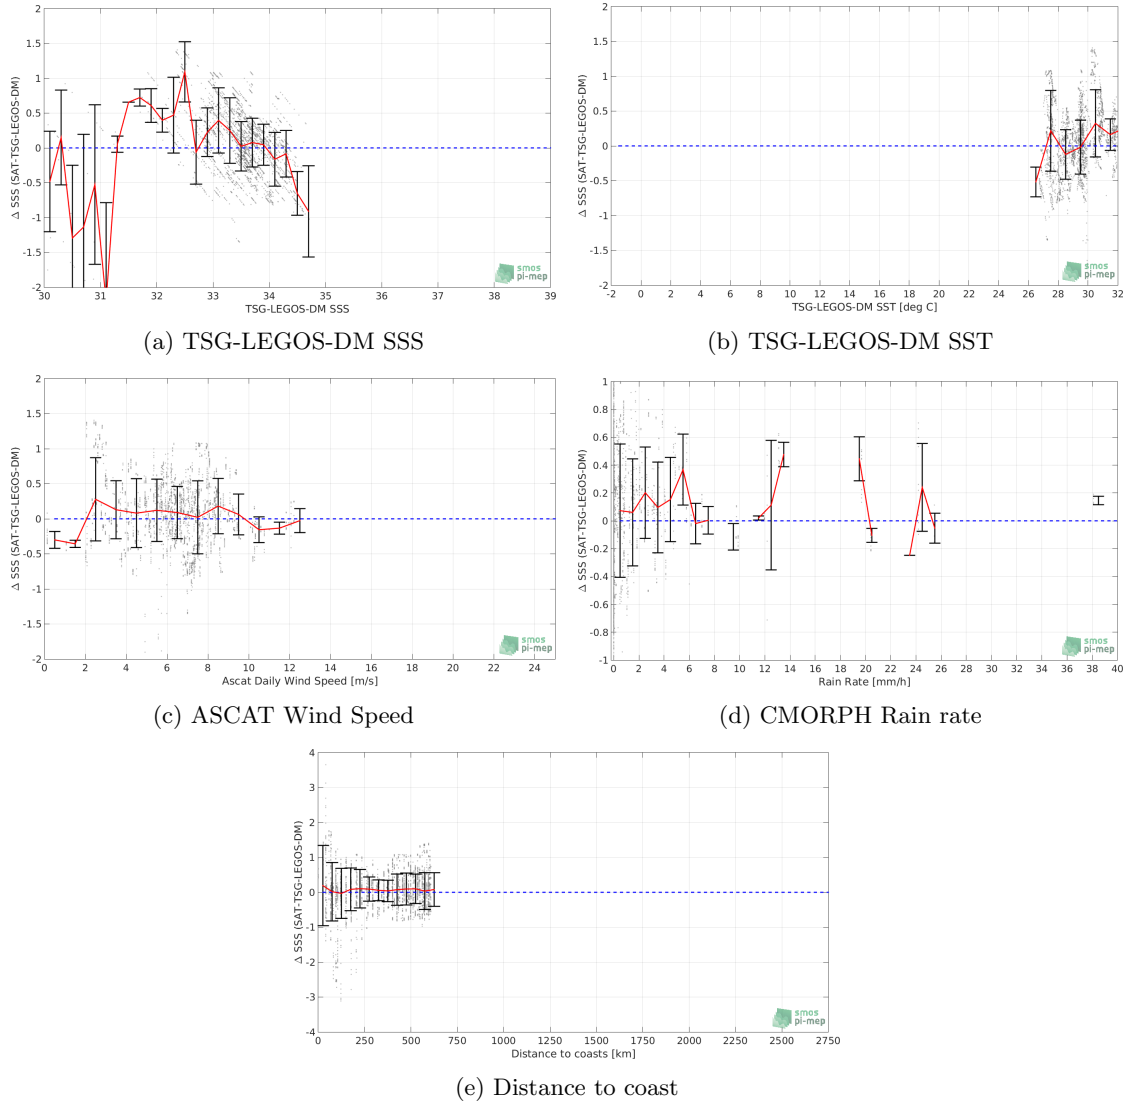 2
1.5
1
0.5
0
-0.5
-1
-1.5
-2
Δ SSS (SAT-TSG-LEGOS-DM)
30 31 32 33 34 35 36 37 38 39
TSG-LEGOS-DM SSS
smos
pi-mep
(a) TSG-LEGOS-DM SSS
2
1.5
1
0.5
0
-0.5
-1
-1.5
-2
Δ SSS (SAT-TSG-LEGOS-DM)
-2 0 2 4 6 8 10 12 14 16 18 20 22 24 26 28 30 32
TSG-LEGOS-DM SST [deg C]
smos
pi-mep
(b) TSG-LEGOS-DM SST
2
1.5
1
0.5
0
-0.5
-1
-1.5
-2
Δ SSS (SAT-TSG-LEGOS-DM)
0 2 4 6 8 10 12 14 16 18 20 22 24
Ascat Daily Wind Speed [m/s]
smos
pi-mep
(c) ASCAT Wind Speed
1
0.8
0.6
0.4
0.2
0
-0.2
-0.4
-0.6
-0.8
-1
Δ SSS (SAT-TSG-LEGOS-DM)
0 2 4 6 8 10 12 14 16 18 20 22 24 26 28 30 32 34 36 38 40
Rain Rate [mm/h]
smos
pi-mep
(d) CMORPH Rain rate
4
3
2
1
0
-1
-2
-3
-4
Δ SSS (SAT-TSG-LEGOS-DM)
0 250 500 750 1000 1250 1500 1750 2000 2250 2500 2750
Distance to coasts [km]
smos
pi-mep
(e) Distance to coast